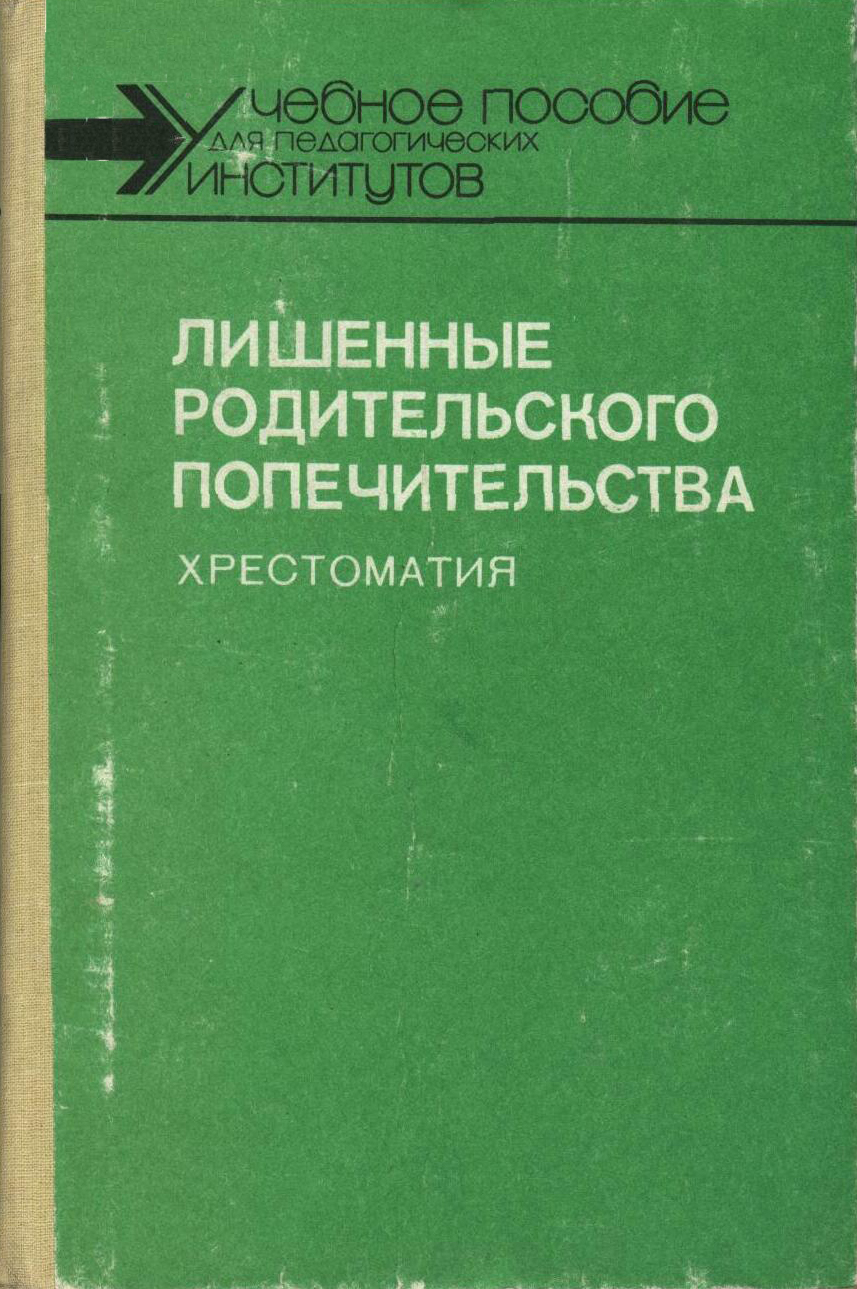 Учебное пособие
для педагогических
институтов
ЛИШЕННЫЕ
РОДИТЕЛЬСКОГО
ПОПЕЧИТЕЛЬСТВА
ХРЕСТОМАТИЯ